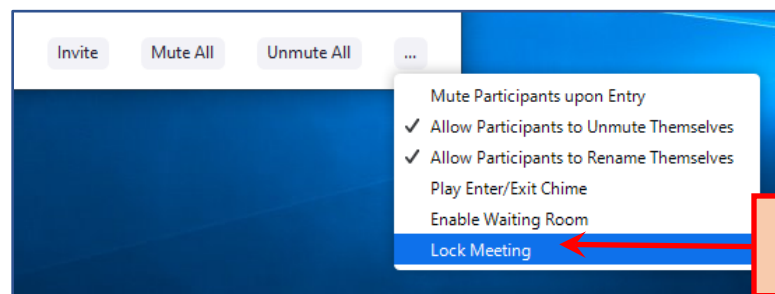 Invite Mute All Unmute All ...
Mute Participants upon Entry
✓ Allow Participants to Unmute Themselves
✓ Allow Participants to Rename Themselves
Play Enter/Exit Chime
Enable Waiting Room
Lock Meeting